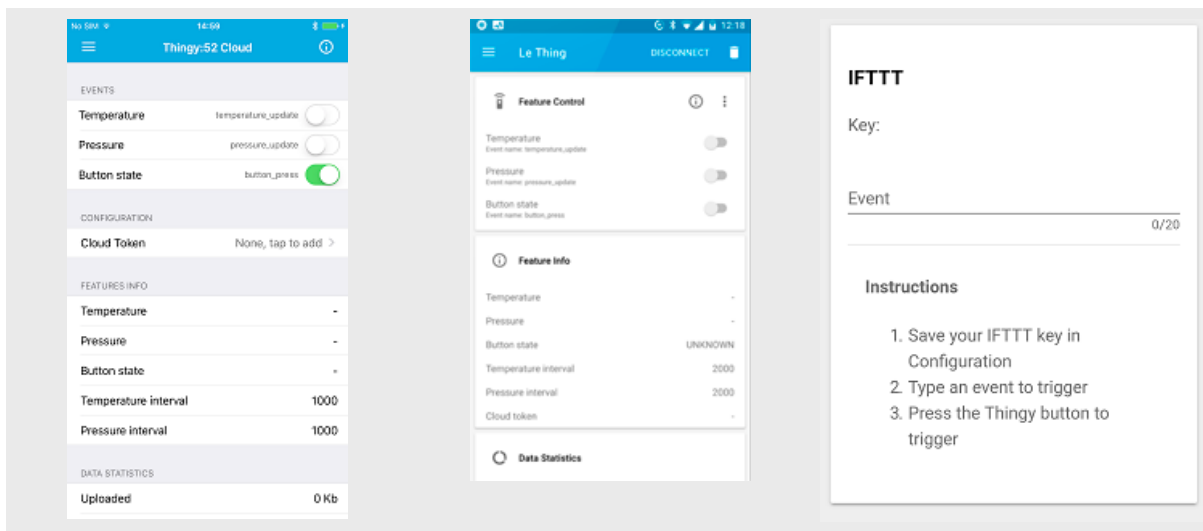 No SIM 14:59
Thingy:52 Cloud
EVENTS
Temperature temperature_update
Pressure pressure_update
Button state button_press
CONFIGURATION
Cloud Token None, tap to add >
FEATURES INFO
Temperature -
Pressure -
Button state -
Temperature interval 1000
Pressure interval 1000
DATA STATISTICS
Uploaded 0 Kb
12:18
Le Thing DISCONNECT
Feature Control
Temperature
Event name: temperature_update
Pressure
Event name: pressure_update
Button state
Event name: button_press
Feature Info
Temperature -
Pressure -
Button state UNKNOWN
Temperature interval 2000
Pressure interval 2000
Cloud token -
Data Statistics
IFTTT
Key:
Event
0/20
Instructions
1. Save your IFTTT key in
Configuration
2. Type an event to trigger
3. Press the Thingy button to
trigger